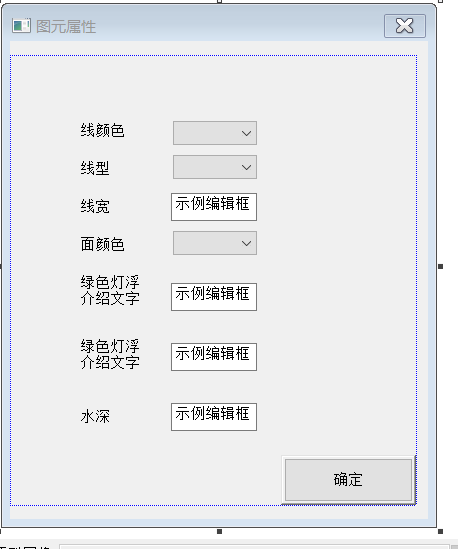 图元属性
线颜色
线型
线宽 示例编辑框
面颜色
绿色灯浮
介绍文字 示例编辑框
绿色灯浮
介绍文字 示例编辑框
水深 示例编辑框
确定